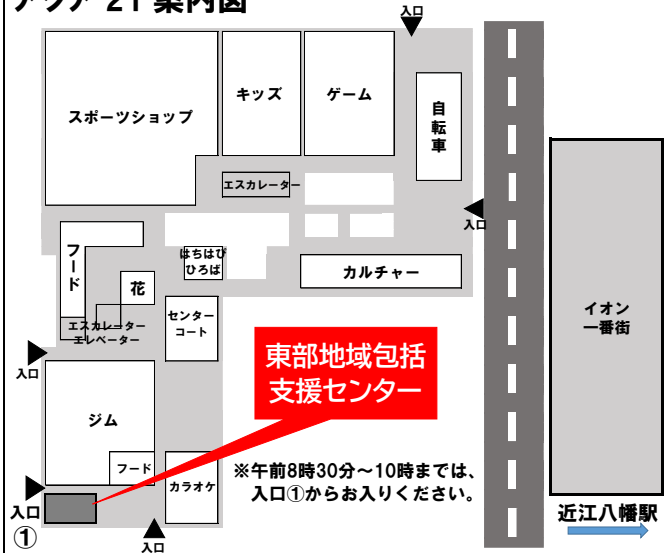 アクア 21 案内図
入口
スポーツショップ
キッズ
ゲーム
自転車
エスカレーター
入口
フード
はちはぴ
ひろば
カルチャー
花
センター
コート
エスカレーター
エレベーター
イオン
一番街
東部地域包括
支援センター
入口
ジム
フード
カラオケ
※午前8時30分～10時までは、
入口①からお入りください。
入口
①
入口
近江八幡駅